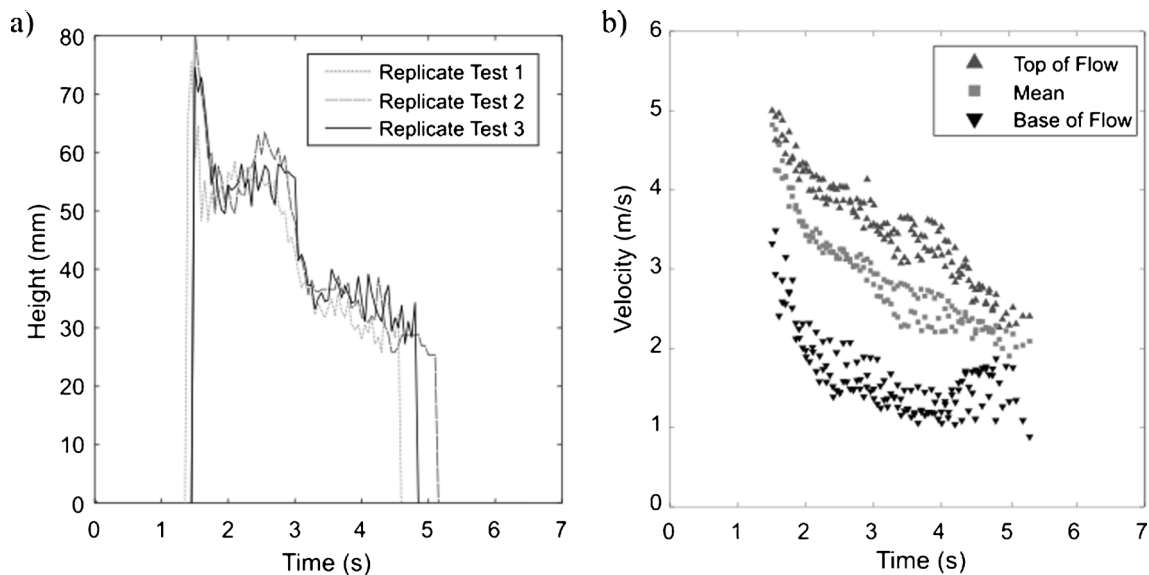 a)
80
70
60
50
40
30
20
10
0
Height (mm)
0 1 2 3 4 5 6 7
Time (s)
Replicate Test 1
Replicate Test 2
Replicate Test 3
b)
6
5
4
3
2
1
0
Velocity (m/s)
0 1 2 3 4 5 6 7
Time (s)
Top of Flow
Mean
Base of Flow